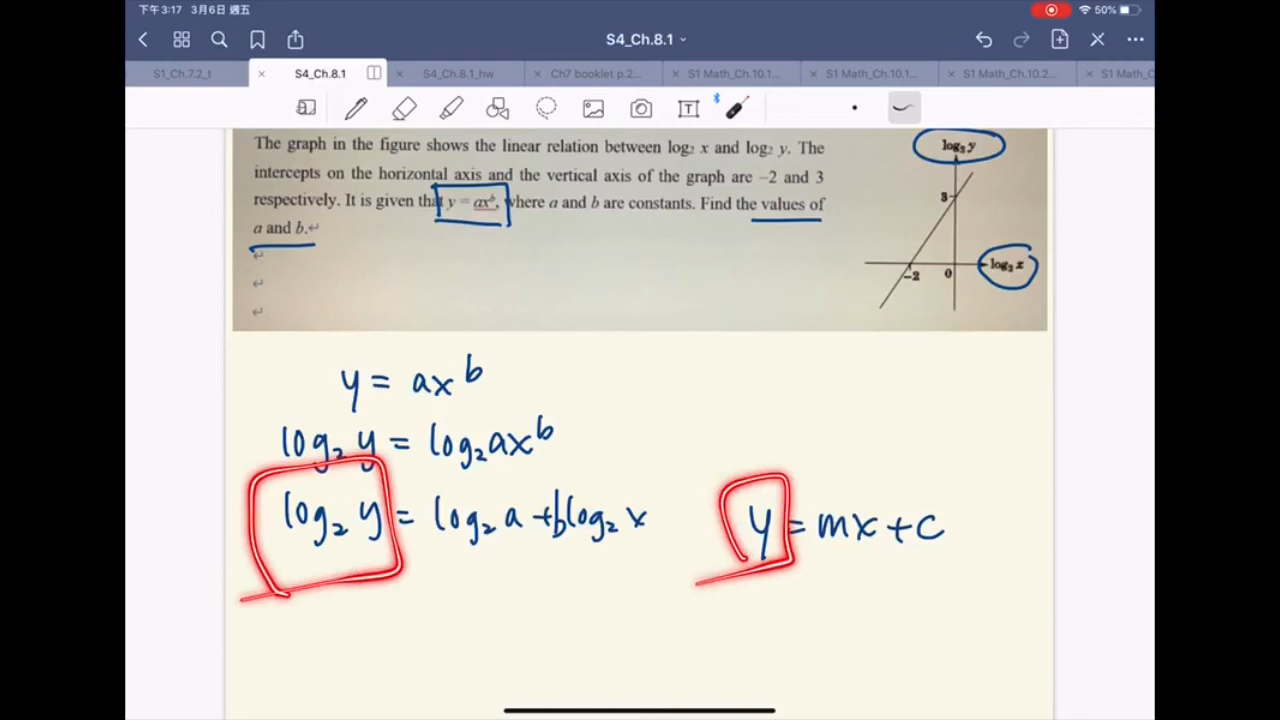 下午3:17 3月6日 週五
50%
S4_Ch.8.1
S1_Ch.7.2_t
S4_Ch.8.1
S4_Ch.8.1_hw
Ch7 booklet p.2...
S1 Math_Ch.10.1...
S1 Math_Ch.10.1...
S1 Math_Ch.10.2...
S1 Math_C
The graph in the figure shows the linear relation between log₂ x and log₂ y. The
intercepts on the horizontal axis and the vertical axis of the graph are −2 and 3
respectively. It is given that y = axᵇ, where a and b are constants. Find the values of
a and b.↵
↵
↵
↵
log₂ y
3
log₂ x
−2
0
y = axᵇ
log₂ y = log₂ axᵇ
log₂ y = log₂ a + b log₂ x
y = mx + c